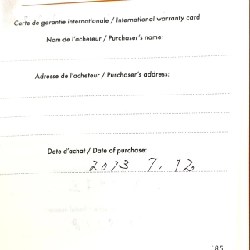 Carte de garantie internationale / International warranty card
Nom de l'acheteur / Purchaser's name:
Adresse de l'acheteur / Purchaser's address:
Date d'achat / Date of purchase:
2013. 7. 12
185